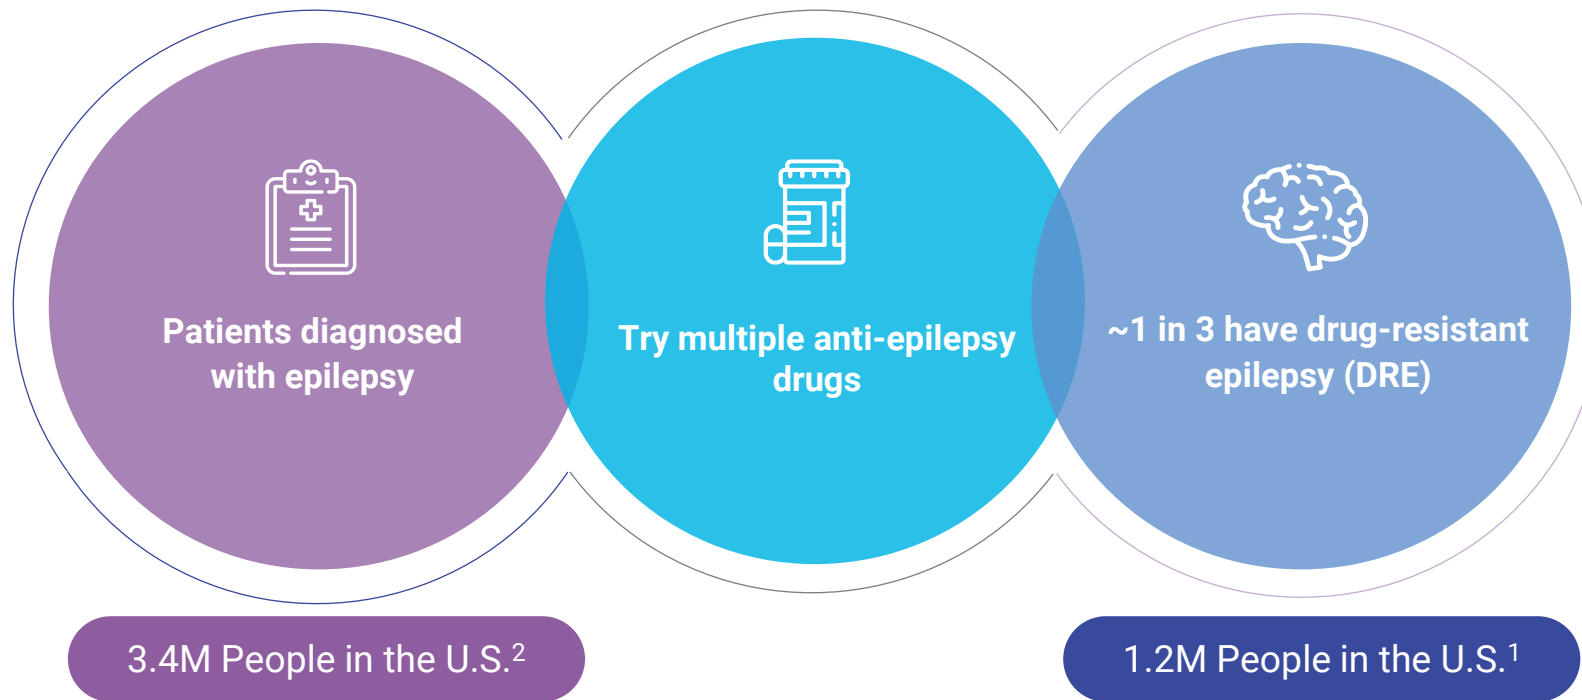 Patients diagnosed
with epilepsy
Try multiple anti-epilepsy
drugs
~1 in 3 have drug-resistant
epilepsy (DRE)
3.4M People in the U.S.²
1.2M People in the U.S.¹